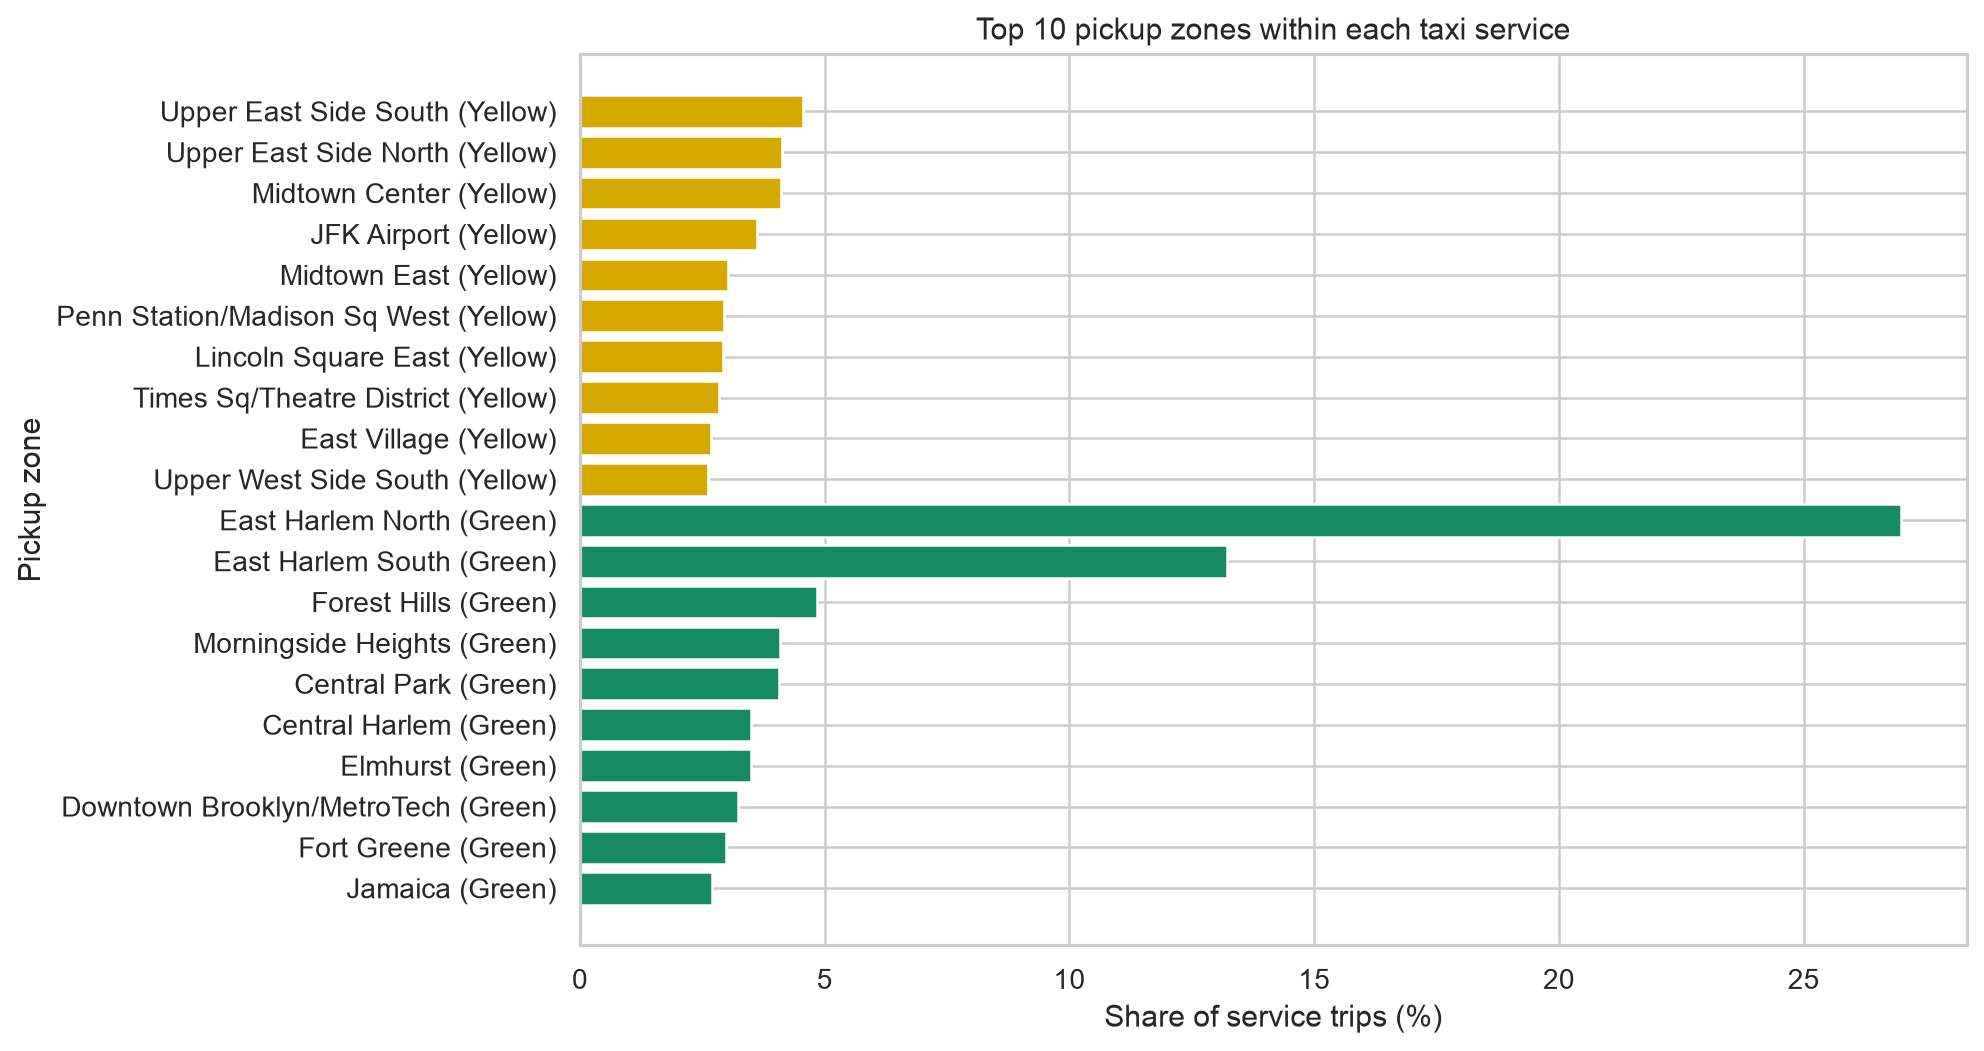 Top 10 pickup zones within each taxi service
Upper East Side South (Yellow)
Upper East Side North (Yellow)
Midtown Center (Yellow)
JFK Airport (Yellow)
Midtown East (Yellow)
Penn Station/Madison Sq West (Yellow)
Lincoln Square East (Yellow)
Times Sq/Theatre District (Yellow)
East Village (Yellow)
Upper West Side South (Yellow)
East Harlem North (Green)
East Harlem South (Green)
Forest Hills (Green)
Morningside Heights (Green)
Central Park (Green)
Central Harlem (Green)
Elmhurst (Green)
Downtown Brooklyn/MetroTech (Green)
Fort Greene (Green)
Jamaica (Green)
Pickup zone
0 5 10 15 20 25
Share of service trips (%)